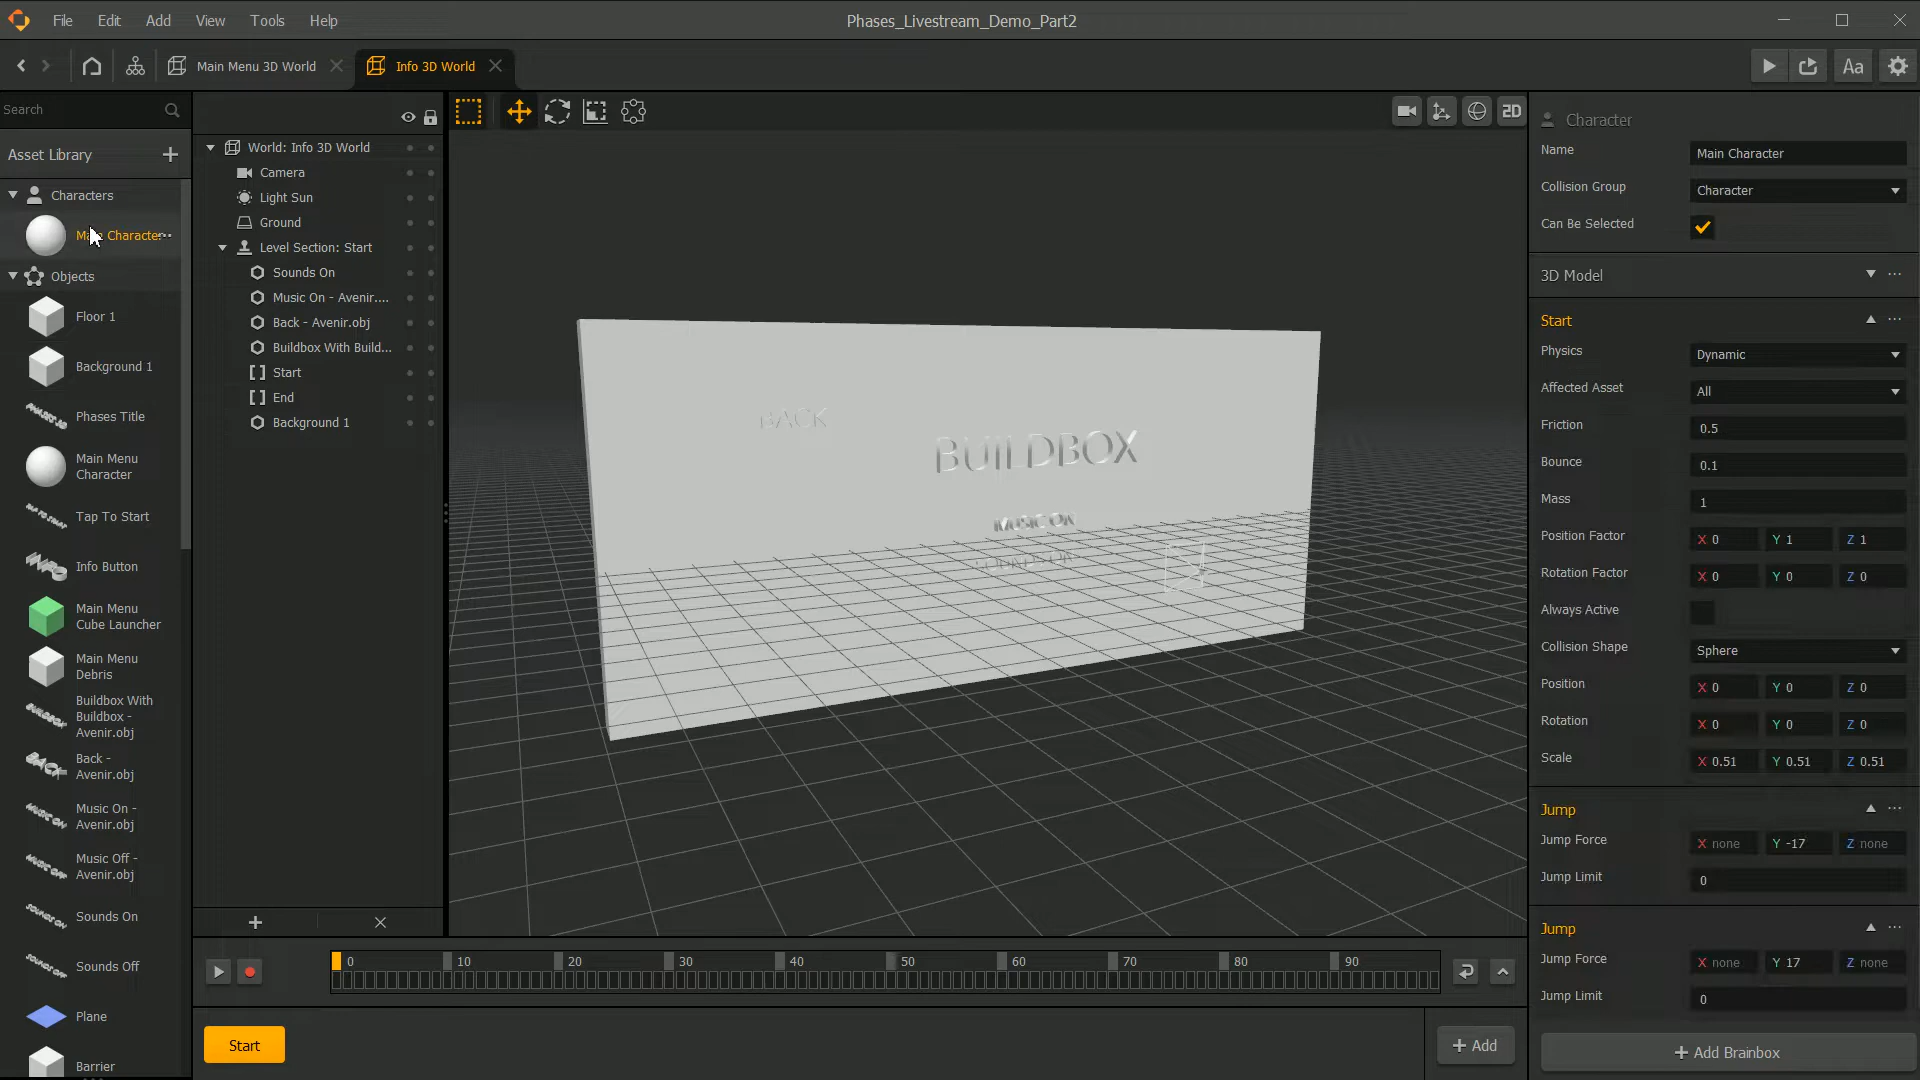 File Edit Add View Tools Help
Phases_Livestream_Demo_Part2
Main Menu 3D World
Info 3D World
Aa
Search
Asset Library
Characters
Main Character
Objects
Floor 1
Background 1
Phases Title
Main Menu
Character
Tap To Start
Info Button
Main Menu
Cube Launcher
Main Menu
Debris
Buildbox With
Buildbox -
Avenir.obj
Back -
Avenir.obj
Music On -
Avenir.obj
Music Off -
Avenir.obj
Sounds On
Sounds Off
Plane
Barrier
World: Info 3D World
Camera
Light Sun
Ground
Level Section: Start
Sounds On
Music On - Avenir....
Back - Avenir.obj
Buildbox With Build...
Start
End
Background 1
2D
BACK
BUILDBOX
MUSIC ON
SOUNDS ON
0 10 20 30 40 50 60 70 80 90
Start
+ Add
Character
Name Main Character
Collision Group Character
Can Be Selected
3D Model
Start
Physics Dynamic
Affected Asset All
Friction 0.5
Bounce 0.1
Mass 1
Position Factor X 0 Y 1 Z 1
Rotation Factor X 0 Y 0 Z 0
Always Active
Collision Shape Sphere
Position X 0 Y 0 Z 0
Rotation X 0 Y 0 Z 0
Scale X 0.51 Y 0.51 Z 0.51
Jump
Jump Force X none Y -17 Z none
Jump Limit 0
Jump
Jump Force X none Y 17 Z none
Jump Limit 0
+ Add Brainbox